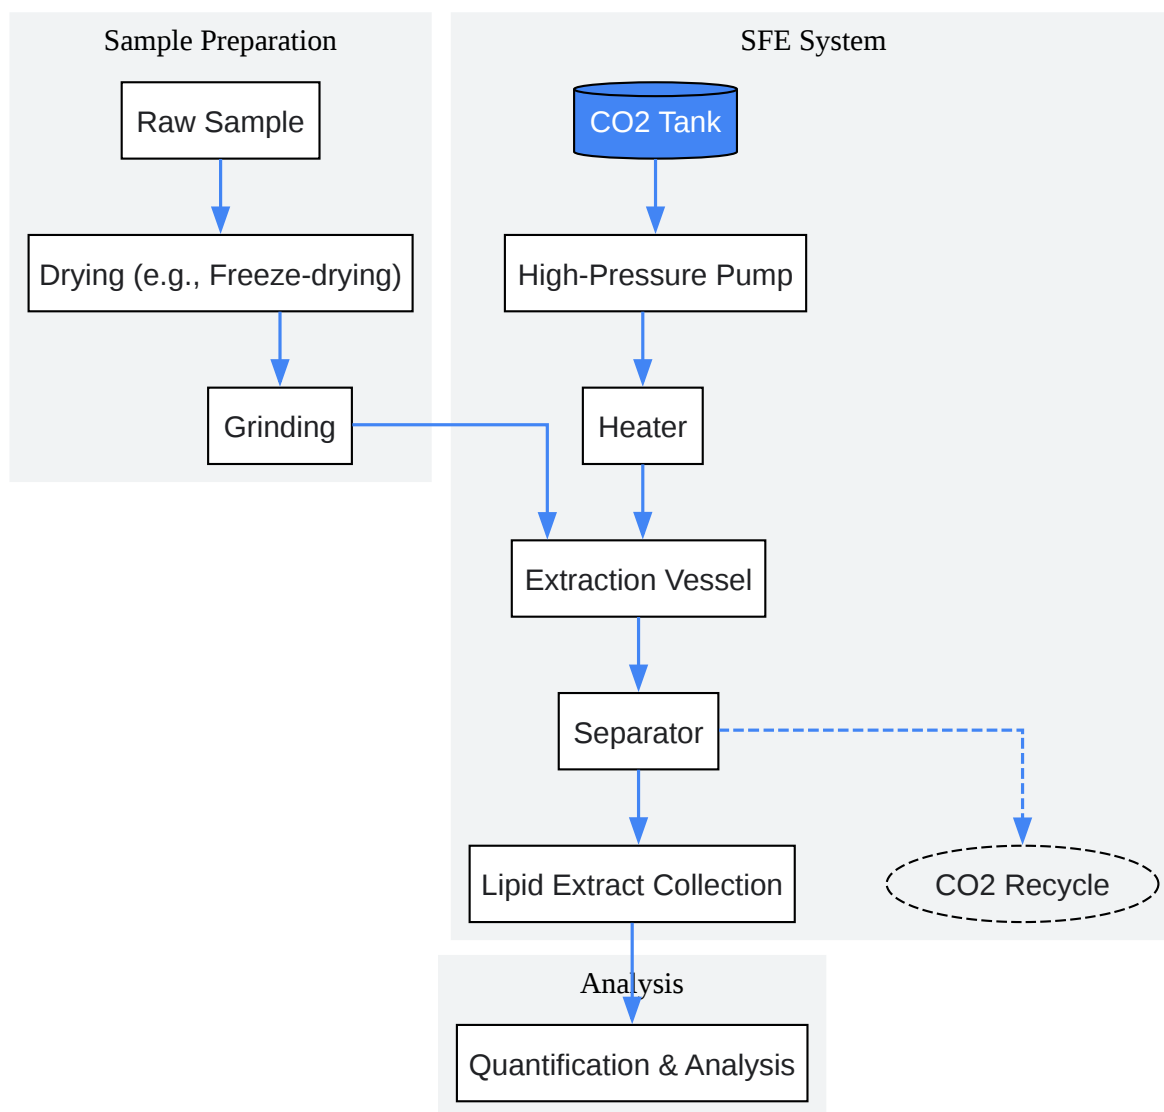 Sample Preparation
Raw Sample
Drying (e.g., Freeze-drying)
Grinding
SFE System
CO2 Tank
High-Pressure Pump
Heater
Extraction Vessel
Separator
Lipid Extract Collection
CO2 Recycle
Analysis
Quantification & Analysis